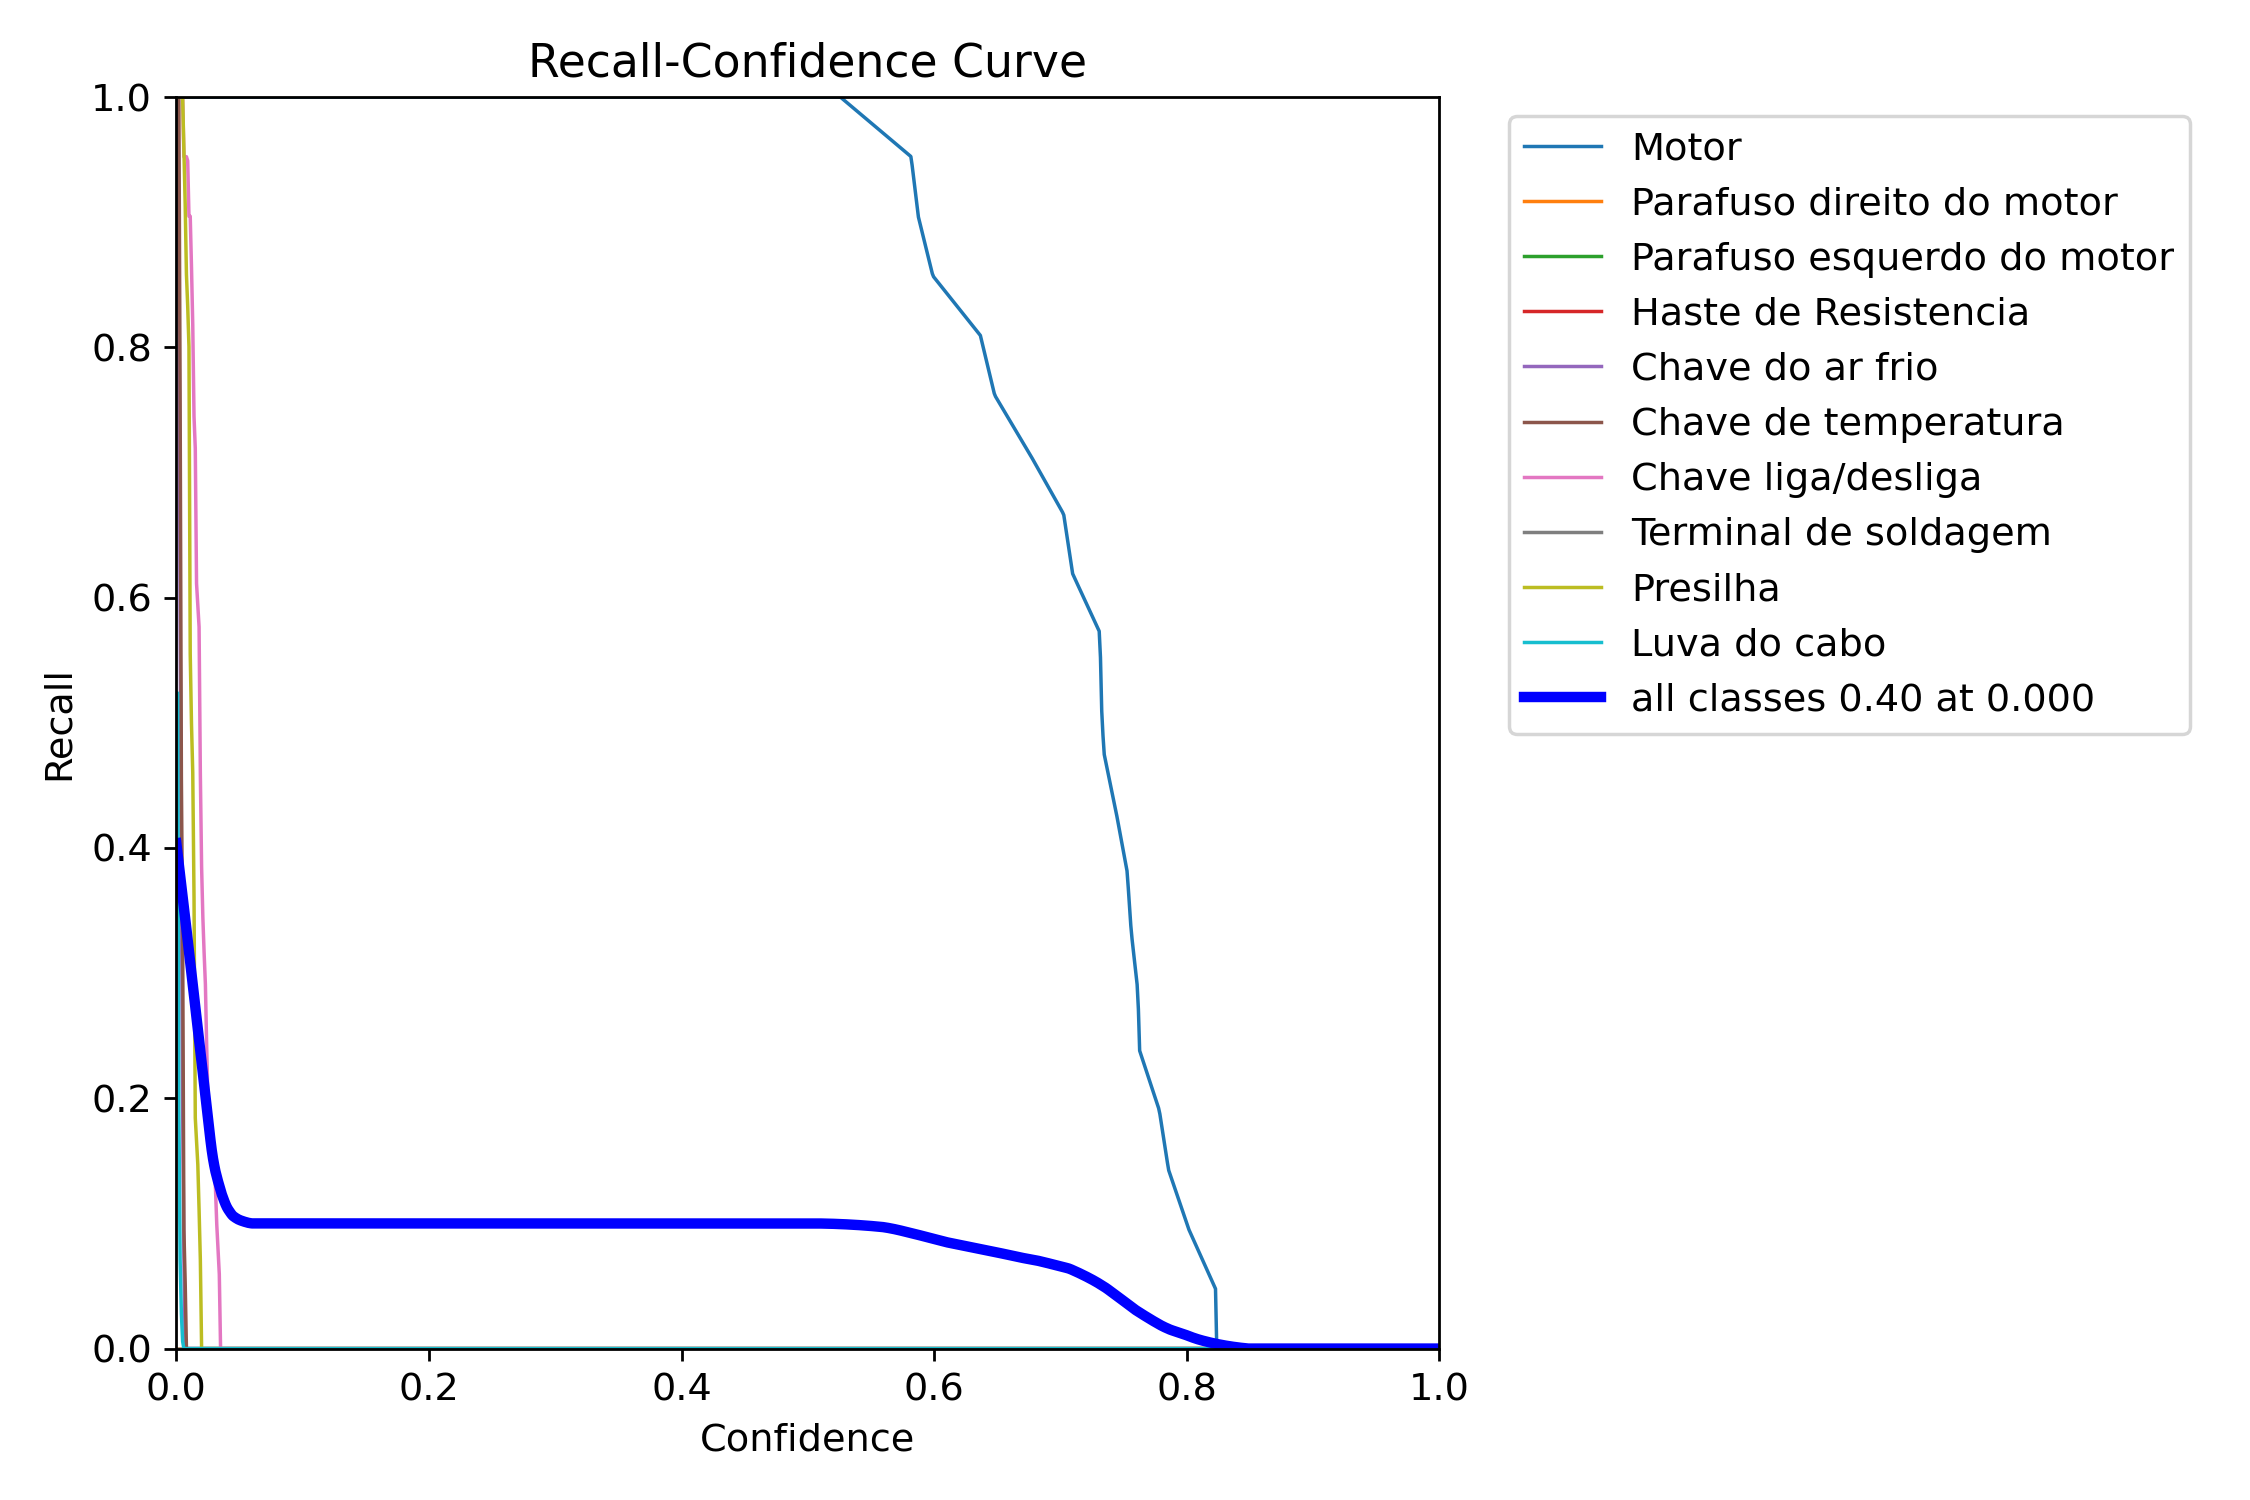 Recall-Confidence Curve
1.0
0.8
0.6
0.4
0.2
0.0
Recall
0.0 0.2 0.4 0.6 0.8 1.0
Confidence
Motor
Parafuso direito do motor
Parafuso esquerdo do motor
Haste de Resistencia
Chave do ar frio
Chave de temperatura
Chave liga/desliga
Terminal de soldagem
Presilha
Luva do cabo
all classes 0.40 at 0.000